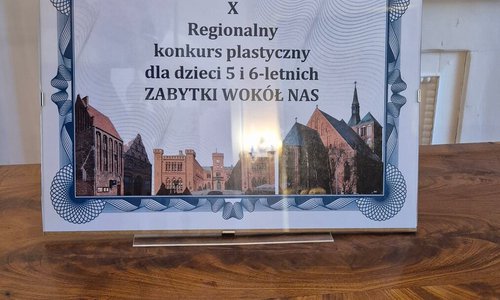 X
Regionalny
konkurs plastyczny
dla dzieci 5 i 6-letnich
ZABYTKI WOKÓŁ NAS